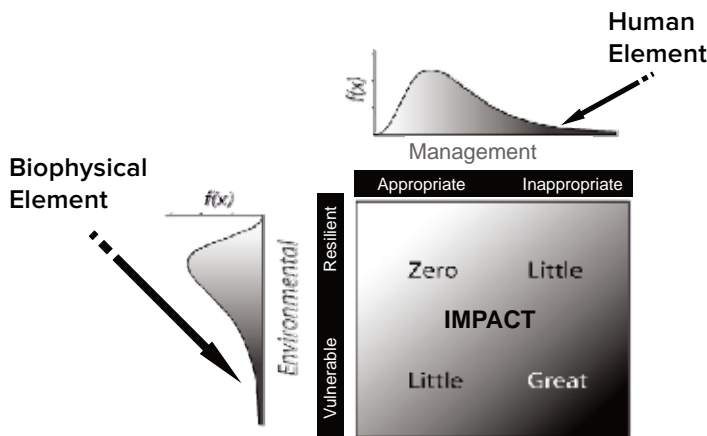 Human
Element
f(x)
Management
Biophysical
Element
Appropriate Inappropriate
f(x)
Environmental
Resilient
Vulnerable
Zero Little
IMPACT
Little Great